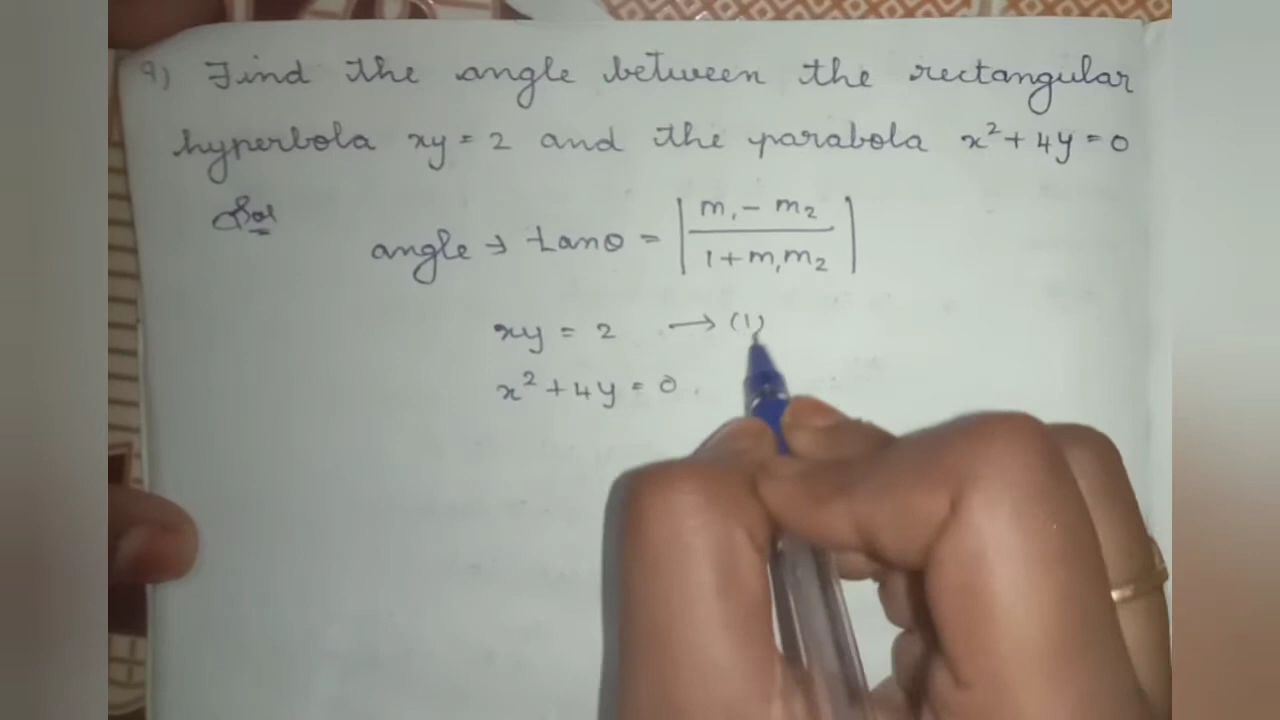 9) Find the angle between the rectangular
hyperbola xy = 2 and the parabola x² + 4y = 0
Sol
angle → tanθ = | m₁ - m₂ / 1 + m₁m₂ |
xy = 2 → (1)
x² + 4y = 0